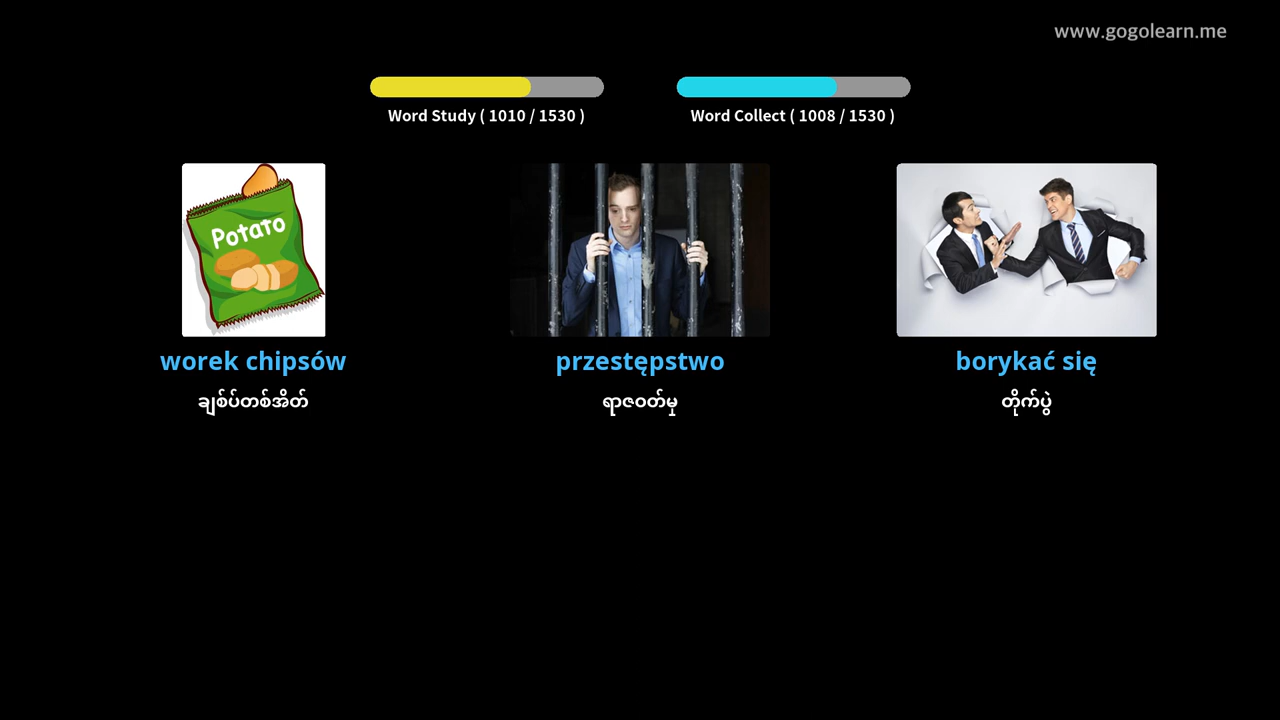 www.gogolearn.me
Word Study ( 1010 / 1530 )
Word Collect ( 1008 / 1530 )
Potato
worek chipsów
przestępstwo
borykać się
ချစ်ပ်တစ်အိတ်
ရာဇဝတ်မှု
တိုက်ပွဲ